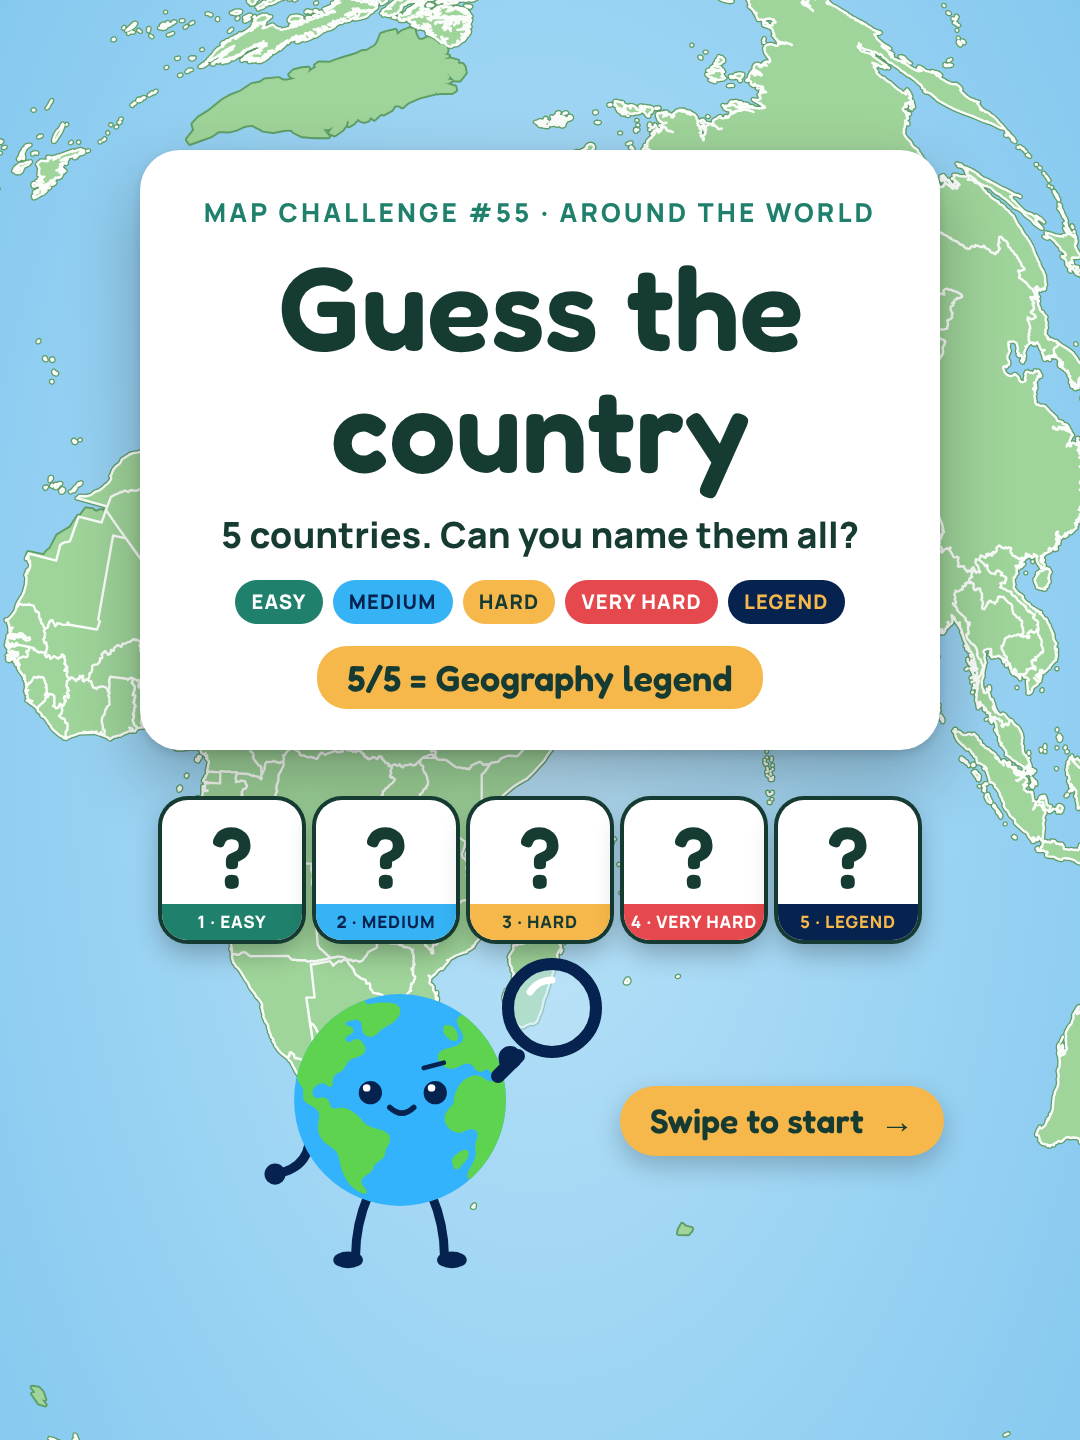 MAP CHALLENGE #55 · AROUND THE WORLD
Guess the
country
5 countries. Can you name them all?
EASY MEDIUM HARD VERY HARD LEGEND
5/5 = Geography legend
? ? ? ? ?
1 · EASY 2 · MEDIUM 3 · HARD 4 · VERY HARD 5 · LEGEND
Swipe to start →